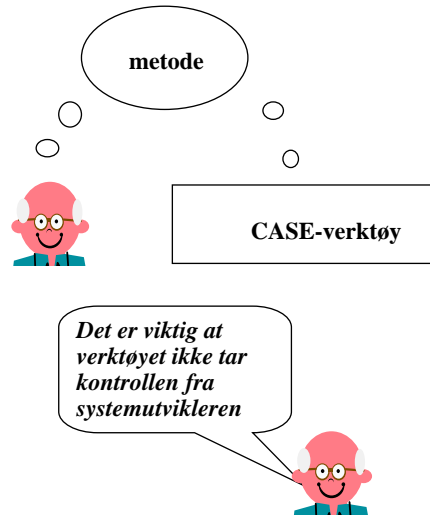 metode
CASE-verktøy
Det er viktig at
verktøyet ikke tar
kontrollen fra
systemutvikleren